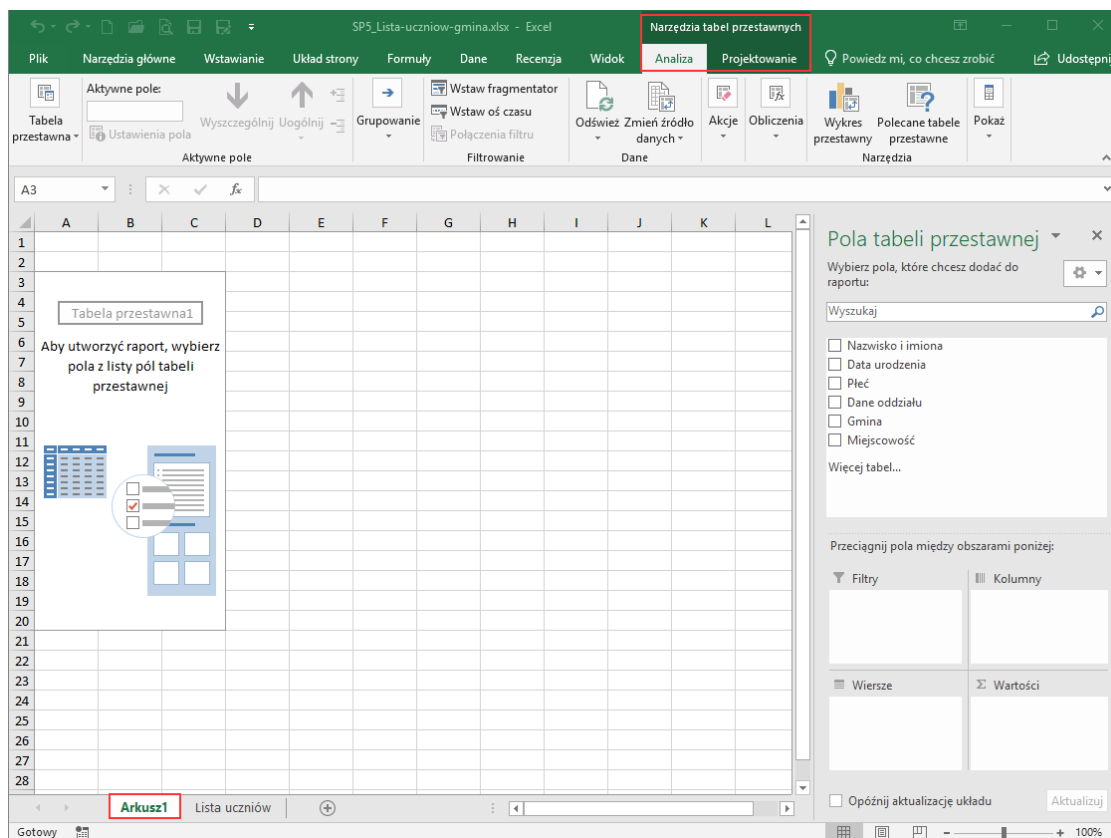 SP5_Lista-uczniow-gmina.xlsx - Excel
Narzędzia tabel przestawnych
Plik Narzędzia główne Wstawianie Układ strony Formuły Dane Recenzja Widok Analiza Projektowanie Powiedz mi, co chcesz zrobić Udostępnij
Tabela
przestawna
Aktywne pole:
Ustawienia pola
Wyszczególnij Uogólnij
Aktywne pole
Grupowanie
Wstaw fragmentator
Wstaw oś czasu
Połączenia filtru
Filtrowanie
Odśwież Zmień źródło
danych
Dane
Akcje
Obliczenia
Wykres
przestawny
Polecane tabele
przestawne
Narzędzia
Pokaż
A3
fx
A B C D E F G H I J K L
1
2
3
4
5
6
7
8
9
10
11
12
13
14
15
16
17
18
19
20
21
22
23
24
25
26
27
28
Tabela przestawna1
Aby utworzyć raport, wybierz
pola z listy pól tabeli
przestawnej
Pola tabeli przestawnej
Wybierz pola, które chcesz dodać do
raportu:
Wyszukaj
Nazwisko i imiona
Data urodzenia
Płeć
Dane oddziału
Gmina
Miejscowość
Więcej tabel...
Przeciągnij pola między obszarami poniżej:
Filtry
Kolumny
Wiersze
Σ Wartości
Opóźnij aktualizację układu
Aktualizuj
Arkusz1
Lista uczniów
Gotowy
100%